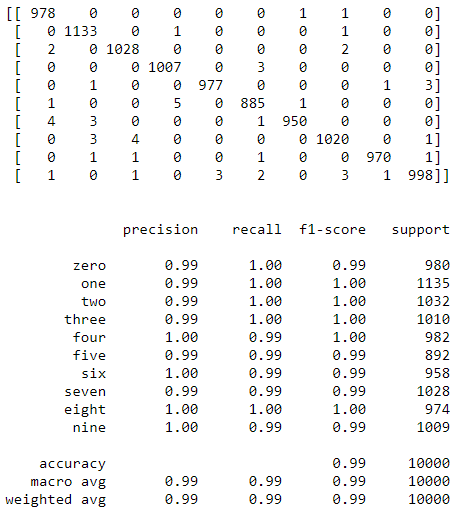 [[ 978 0 0 0 0 0 1 1 0 0]
[ 0 1133 0 1 0 0 0 1 0 0]
[ 2 0 1028 0 0 0 0 2 0 0]
[ 0 0 0 1007 0 3 0 0 0 0]
[ 0 1 0 0 977 0 0 0 1 3]
[ 1 0 0 5 0 885 1 0 0 0]
[ 4 3 0 0 0 1 950 0 0 0]
[ 0 3 4 0 0 0 0 1020 0 1]
[ 0 1 1 0 0 1 0 0 970 1]
[ 1 0 1 0 3 2 0 3 1 998]]
precision recall f1-score support
zero 0.99 1.00 0.99 980
one 0.99 1.00 1.00 1135
two 0.99 1.00 1.00 1032
three 0.99 1.00 1.00 1010
four 1.00 0.99 1.00 982
five 0.99 0.99 0.99 892
six 1.00 0.99 0.99 958
seven 0.99 0.99 0.99 1028
eight 1.00 1.00 1.00 974
nine 1.00 0.99 0.99 1009
accuracy 0.99 10000
macro avg 0.99 0.99 0.99 10000
weighted avg 0.99 0.99 0.99 10000